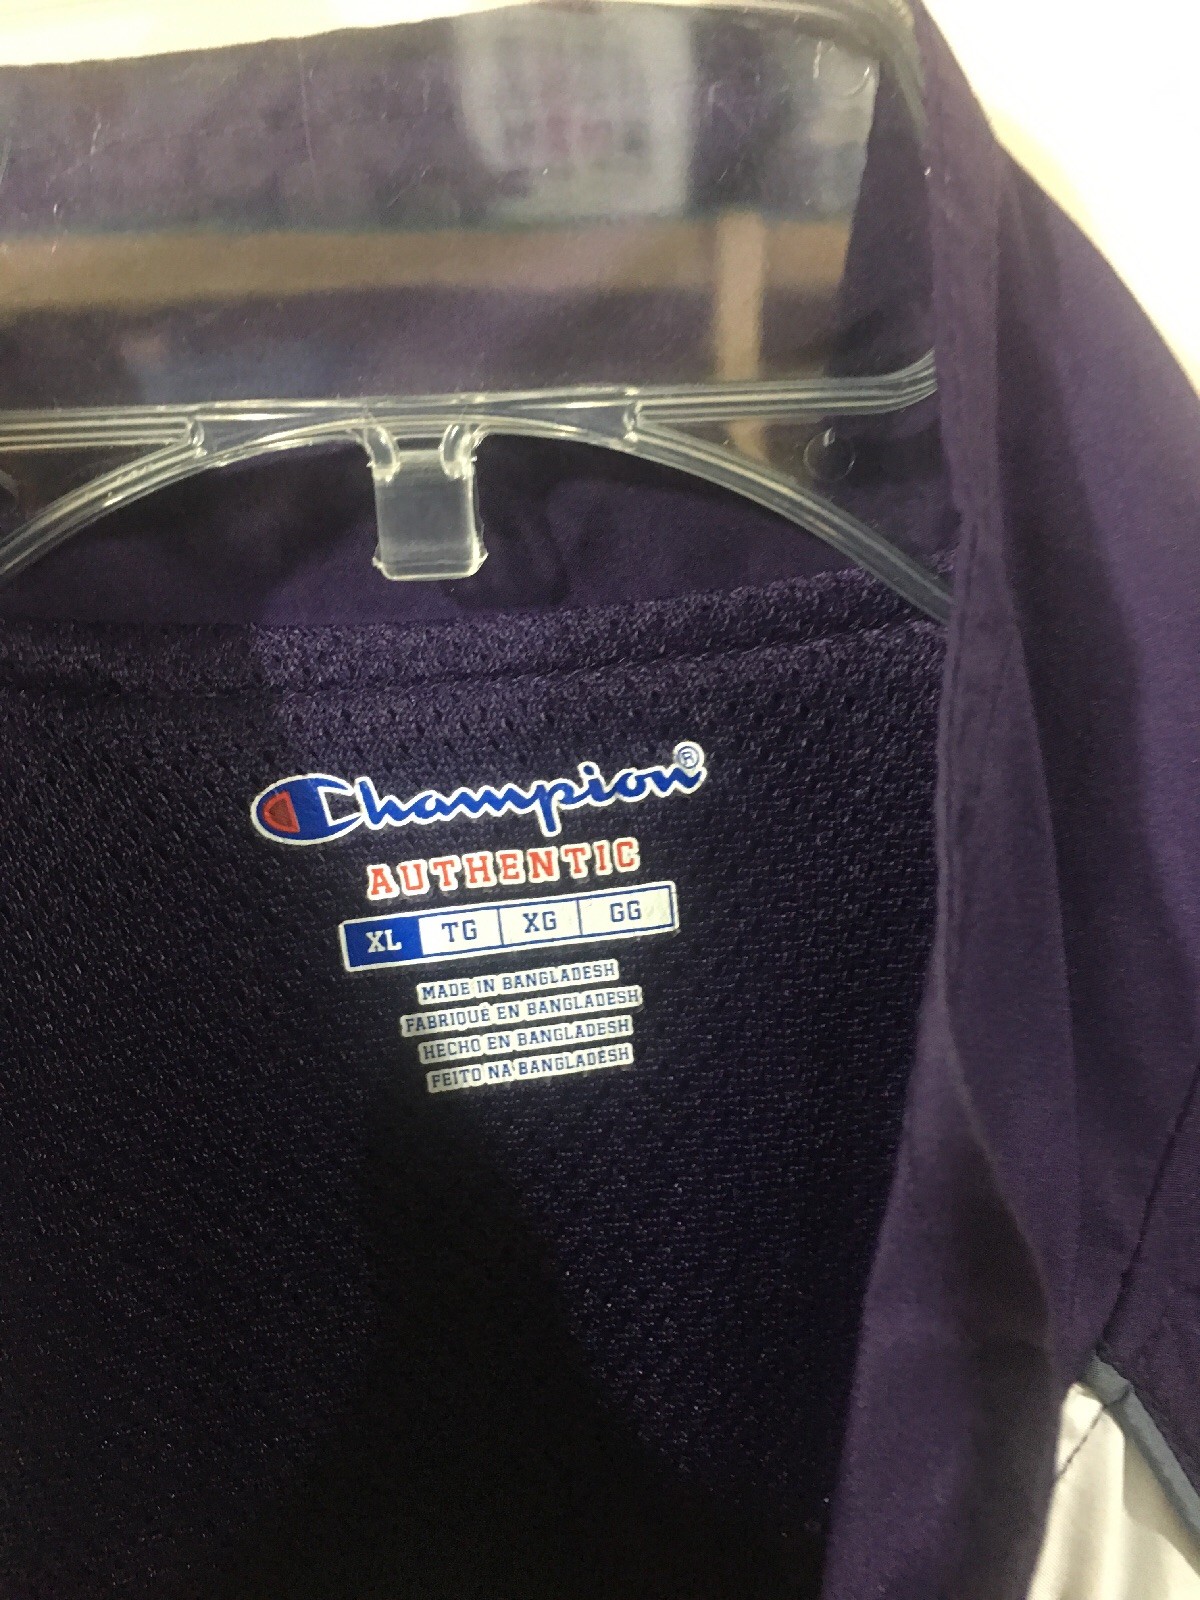 Champion®
AUTHENTIC
XL TG XG GG
MADE IN BANGLADESH
FABRIQUÉ EN BANGLADESH
HECHO EN BANGLADESH
FEITO NA BANGLADESH